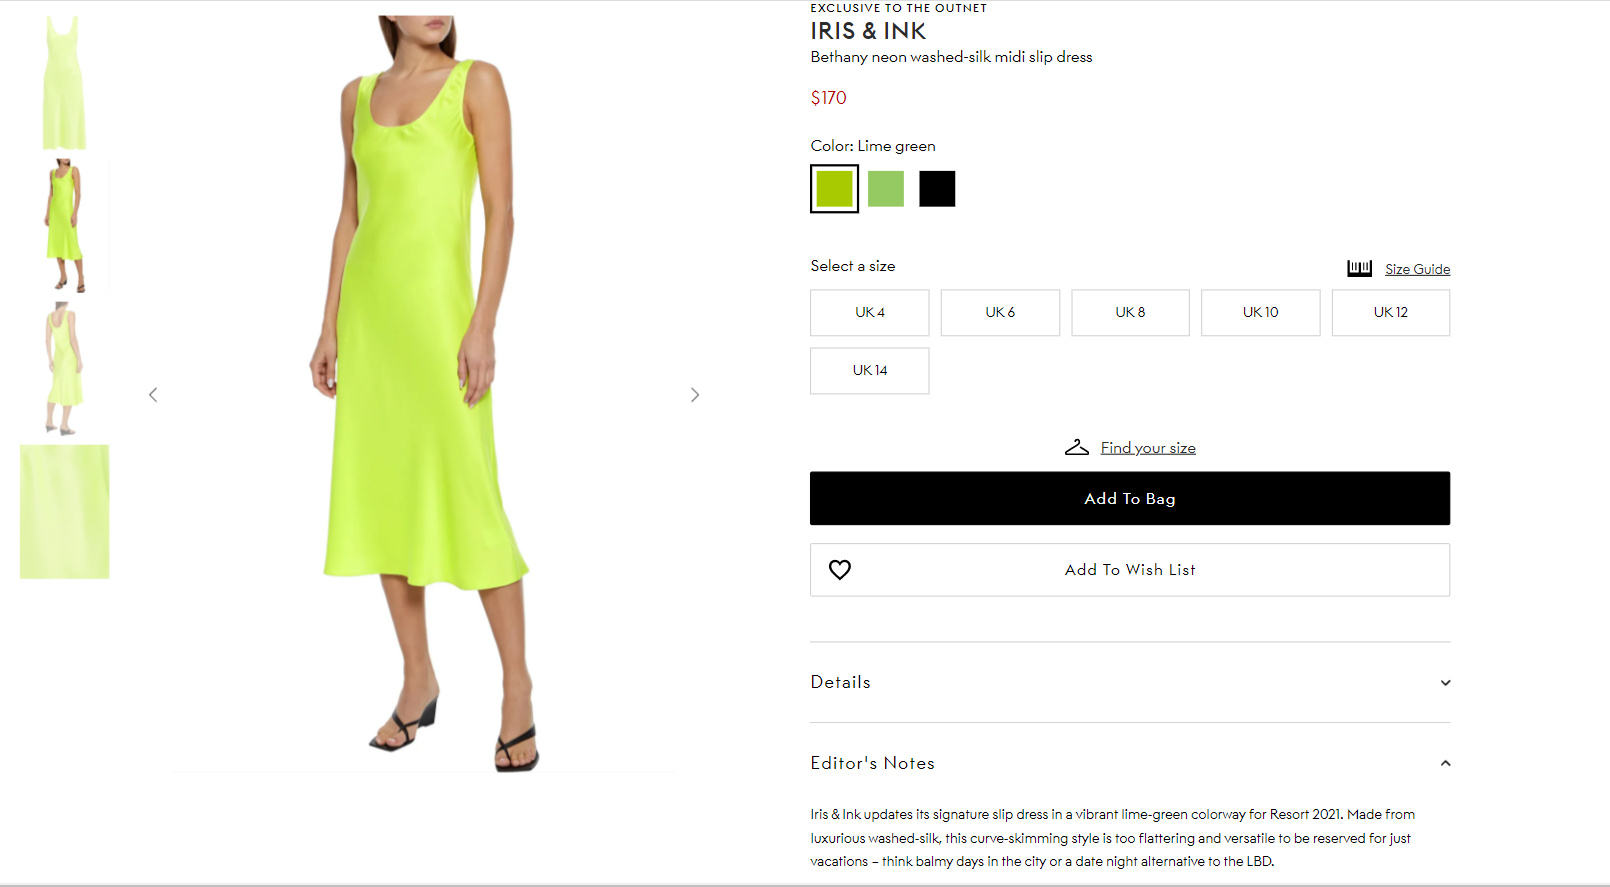 EXCLUSIVE TO THE OUTNET
IRIS & INK
Bethany neon washed-silk midi slip dress
$170
Color: Lime green
Select a size
Size Guide
UK 4
UK 6
UK 8
UK 10
UK 12
UK 14
Find your size
Add To Bag
Add To Wish List
Details
Editor's Notes
Iris & Ink updates its signature slip dress in a vibrant lime-green colorway for Resort 2021. Made from
luxurious washed-silk, this curve-skimming style is too flattering and versatile to be reserved for just
vacations – think balmy days in the city or a date night alternative to the LBD.